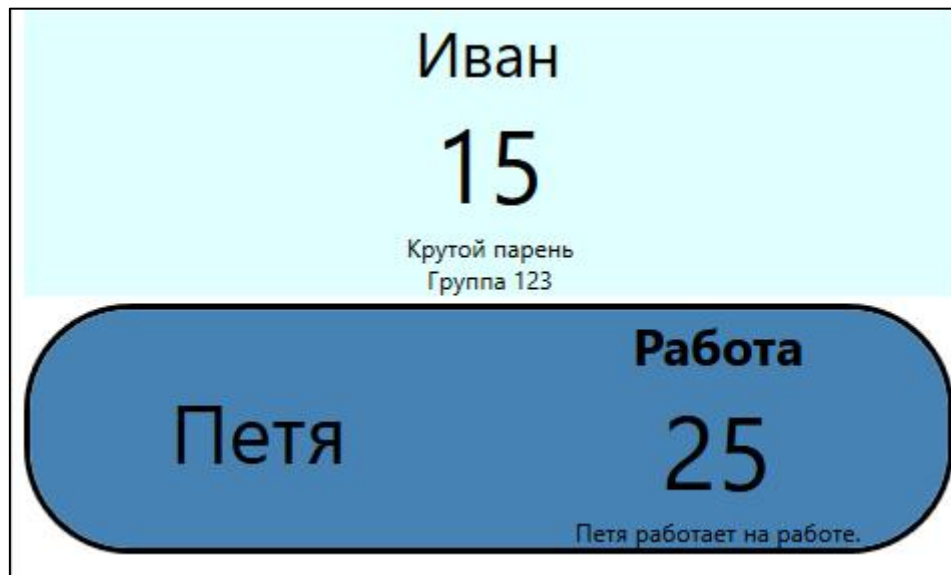 Иван
15
Крутой парень
Группа 123
Петя
Работа
25
Петя работает на работе.